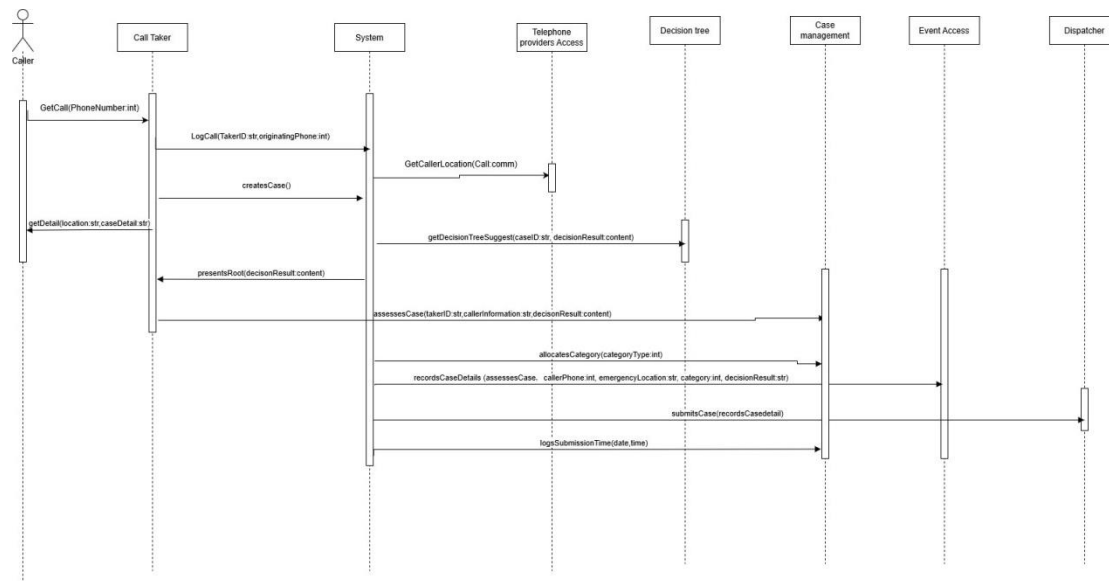 Caller
Call Taker
System
Telephone
providers Access
Decision tree
Case
management
Event Access
Dispatcher
GetCall(PhoneNumber:int)
LogCall(TakerID:str,originatingPhone:int)
GetCallerLocation(Call:comm)
createsCase()
getDetail(location:str,caseDetail:str)
getDecisionTreeSuggest(caseID:str, decisionResult:content)
presentsRoot(decisonResult:content)
assessesCase(takerID:str,callerInformation:str,decisonResult:content)
allocatesCategory(categoryType:int)
recordsCaseDetails (assessesCase、 callerPhone:int, emergencyLocation:str, category:int, decisionResult:str)
submitsCase(recordsCasedetail)
logsSubmissionTime(date,time)